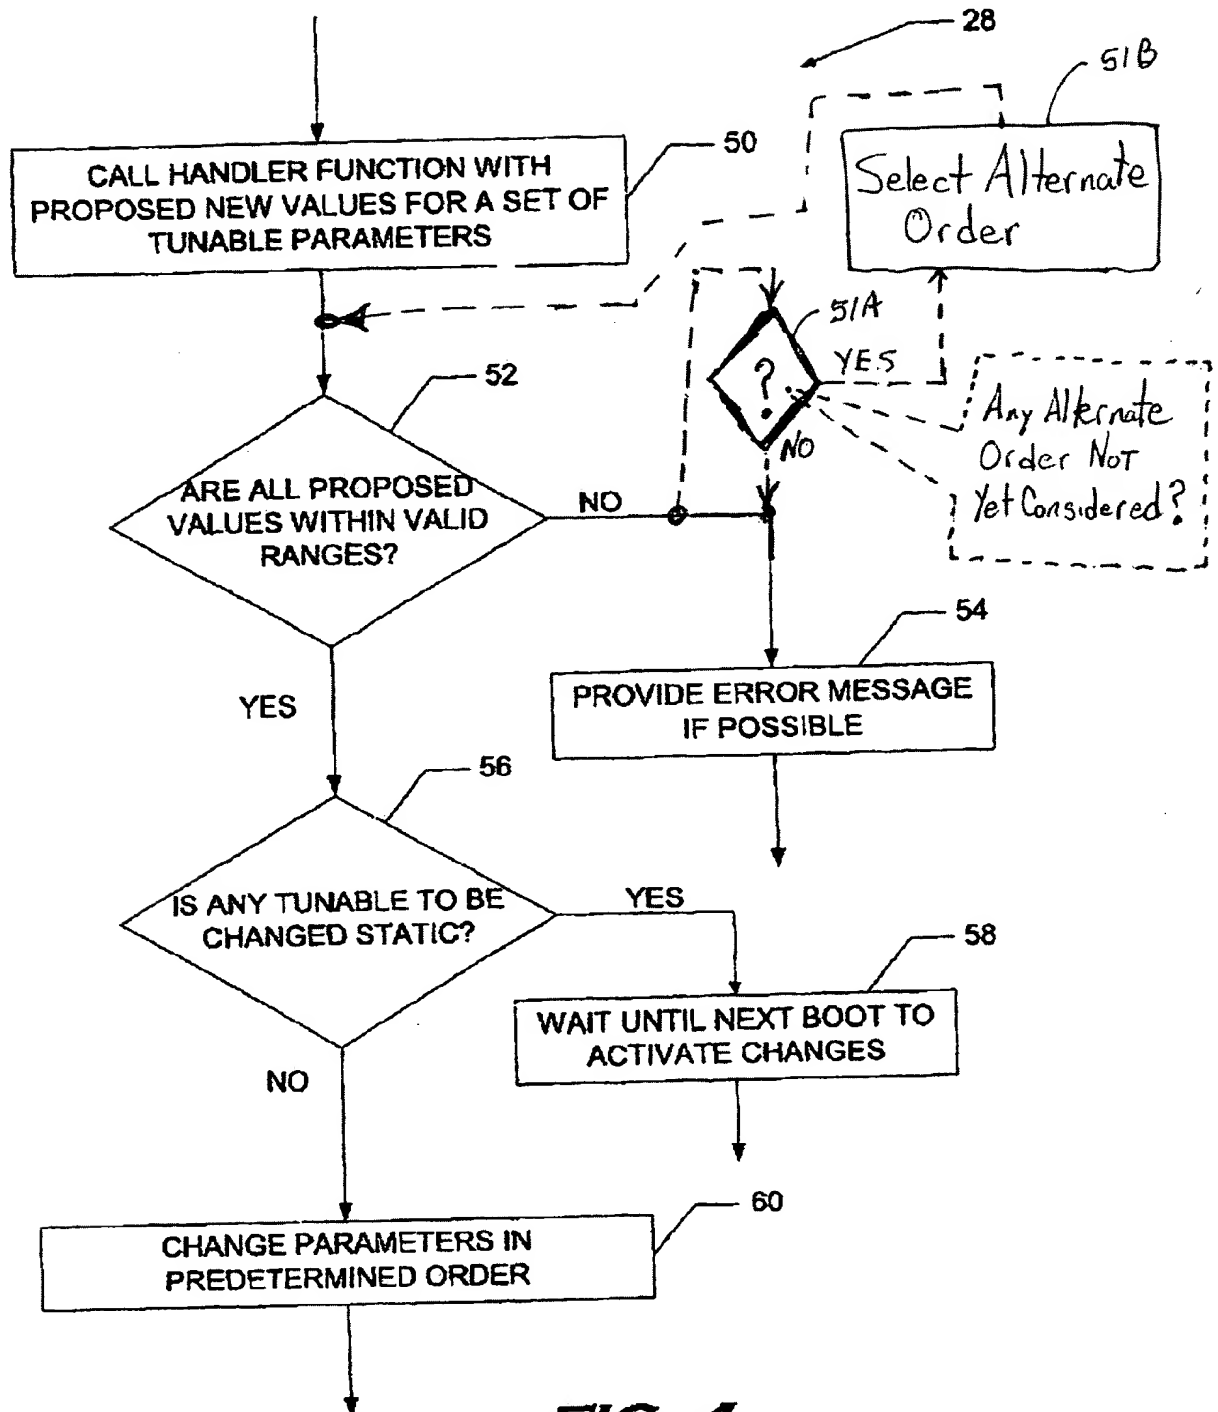 28
51B
CALL HANDLER FUNCTION WITH
PROPOSED NEW VALUES FOR A SET OF
TUNABLE PARAMETERS
50
Select Alternate
Order
51A
?
YES
NO
Any Alternate
Order Not
Yet Considered?
52
ARE ALL PROPOSED
VALUES WITHIN VALID
RANGES?
NO
YES
54
PROVIDE ERROR MESSAGE
IF POSSIBLE
56
IS ANY TUNABLE TO BE
CHANGED STATIC?
YES
NO
58
WAIT UNTIL NEXT BOOT TO
ACTIVATE CHANGES
60
CHANGE PARAMETERS IN
PREDETERMINED ORDER